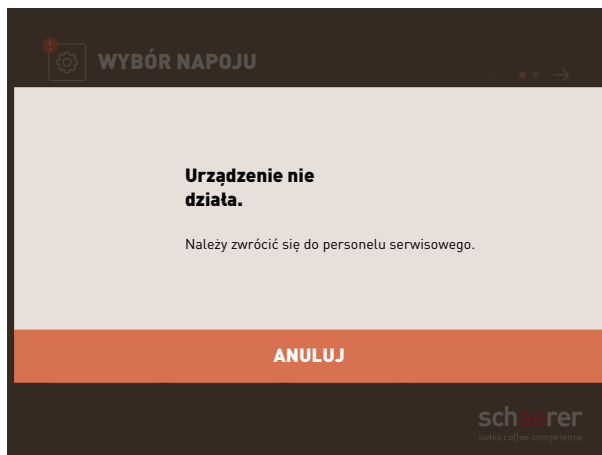 !
WYBÓR NAPOJU
Urządzenie nie
działa.
Należy zwrócić się do personelu serwisowego.
ANULUJ
schaerer
swiss coffee competence